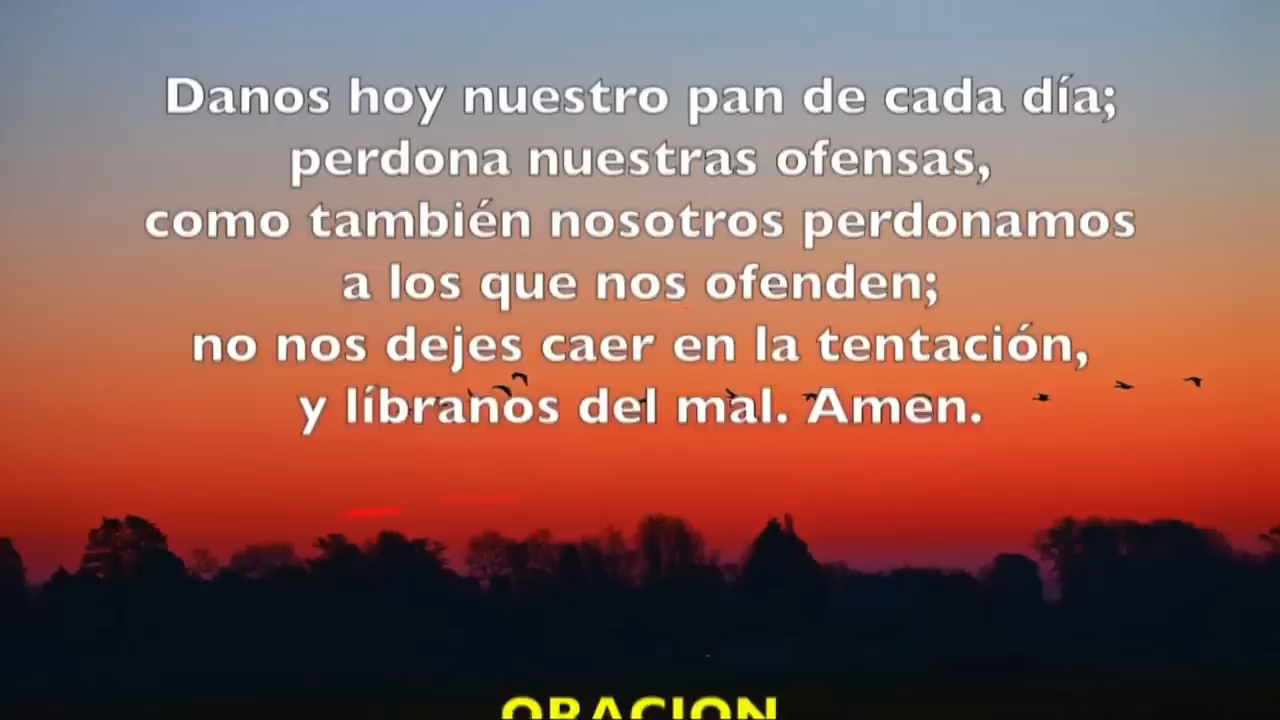 Danos hoy nuestro pan de cada día;
perdona nuestras ofensas,
como también nosotros perdonamos
a los que nos ofenden;
no nos dejes caer en la tentación,
y líbranos del mal. Amen.
ORACION